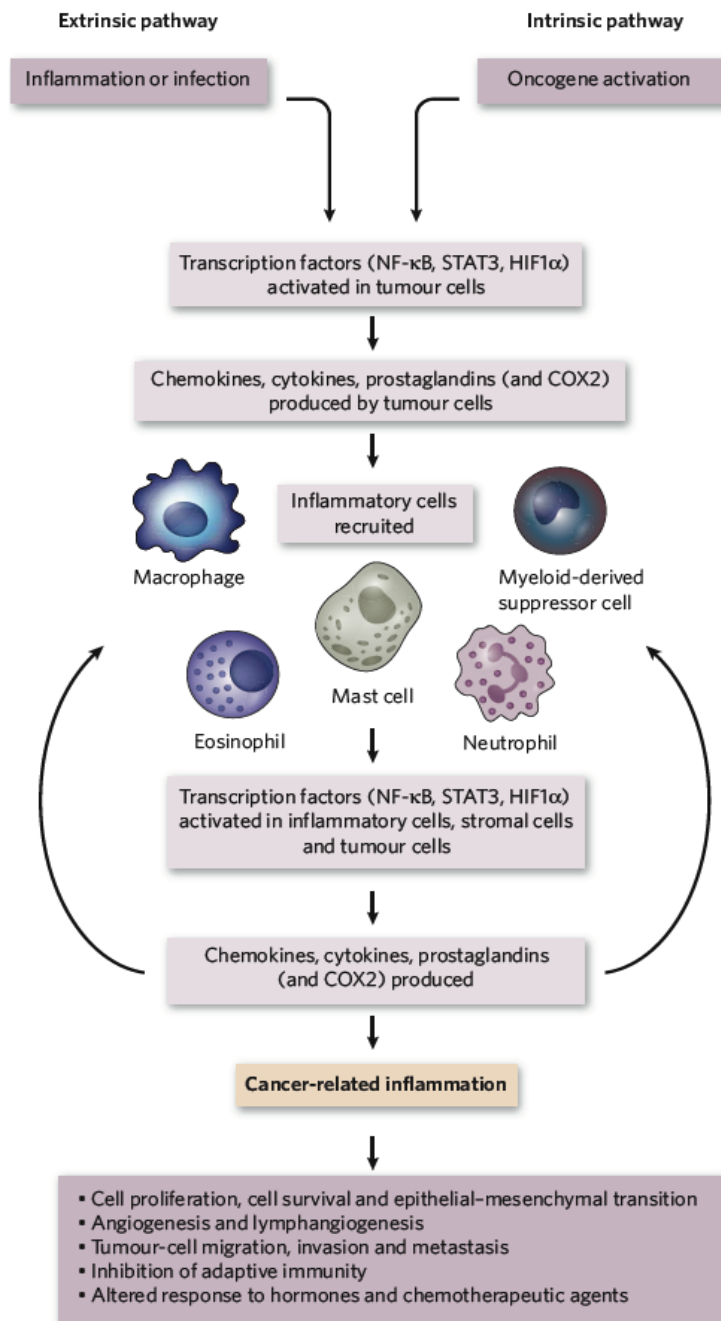 Extrinsic pathway
Intrinsic pathway
Inflammation or infection
Oncogene activation
Transcription factors (NF-κB, STAT3, HIF1α)
activated in tumour cells
Chemokines, cytokines, prostaglandins (and COX2)
produced by tumour cells
Inflammatory cells
recruited
Macrophage
Myeloid-derived
suppressor cell
Mast cell
Eosinophil
Neutrophil
Transcription factors (NF-κB, STAT3, HIF1α)
activated in inflammatory cells, stromal cells
and tumour cells
Chemokines, cytokines, prostaglandins
(and COX2) produced
Cancer-related inflammation
▪ Cell proliferation, cell survival and epithelial–mesenchymal transition
▪ Angiogenesis and lymphangiogenesis
▪ Tumour-cell migration, invasion and metastasis
▪ Inhibition of adaptive immunity
▪ Altered response to hormones and chemotherapeutic agents